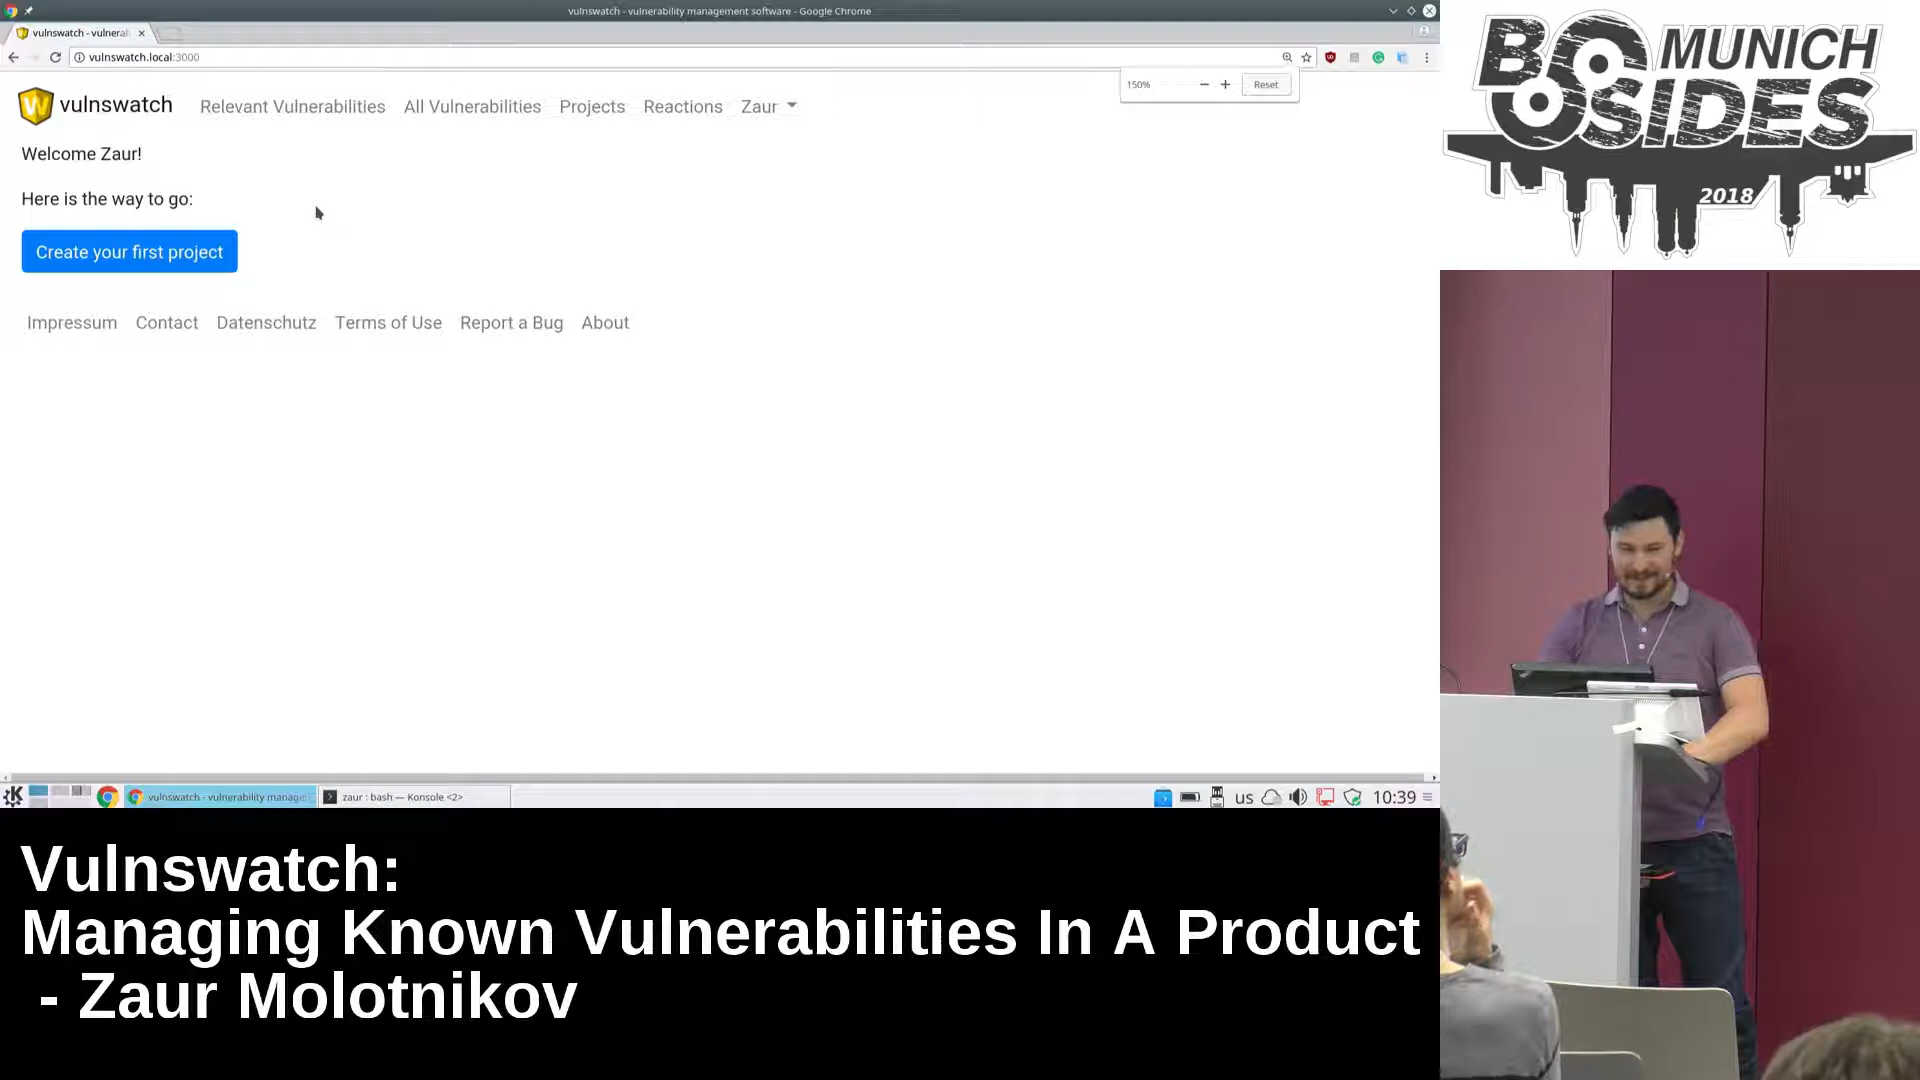 vulnswatch - vulnerability management software - Google Chrome
vulnswatch - vulnerab
vulnswatch.local:3000
150%
Reset
vulnswatch
Relevant Vulnerabilities
All Vulnerabilities
Projects
Reactions
Zaur
Welcome Zaur!
Here is the way to go:
Create your first project
Impressum
Contact
Datenschutz
Terms of Use
Report a Bug
About
vulnswatch - vulnerability manage
zaur : bash — Konsole <2>
us
10:39
BSIDES
MUNICH
2018
Vulnswatch:
Managing Known Vulnerabilities In A Product
- Zaur Molotnikov